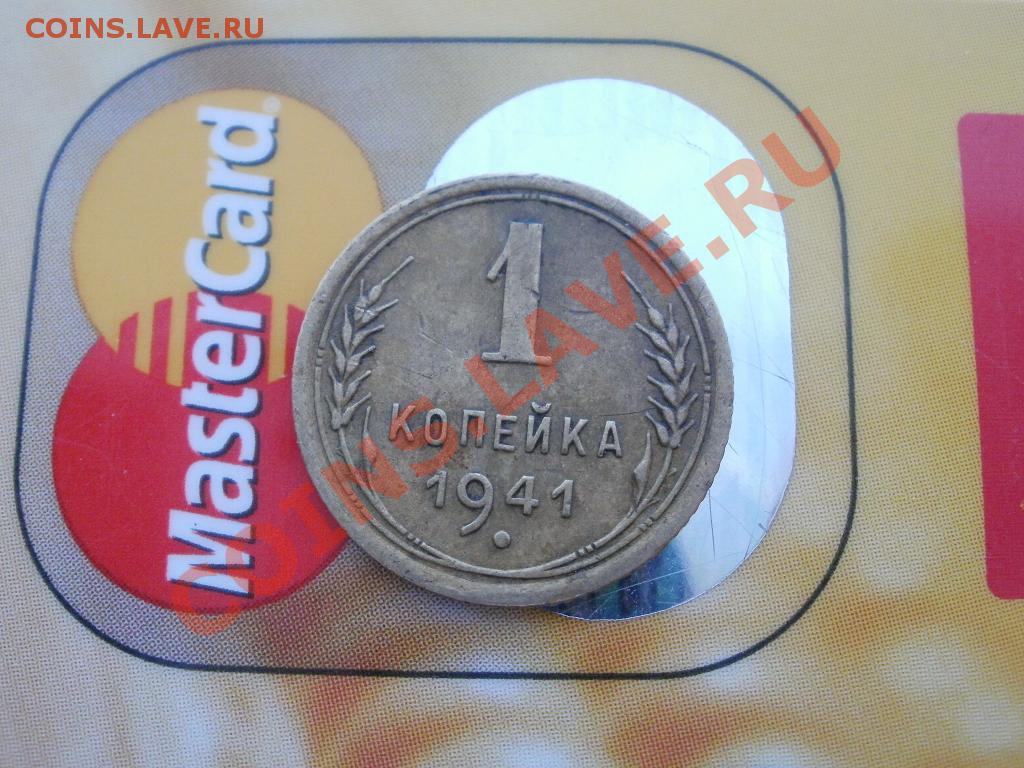 COINS.LAVE.RU
MasterCard®
1
КОПЕЙКА
1941
COINS.LAVE.RU